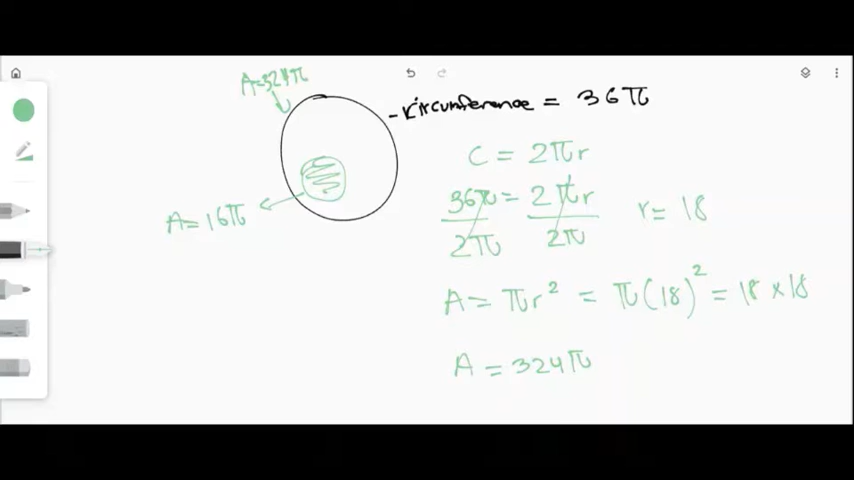 A=324π
-circumference = 36π
C = 2πr
36π = 2πr
2π 2π
r= 18
A= 16π
A = πr² = π(18)² = 18 × 18
A = 324π